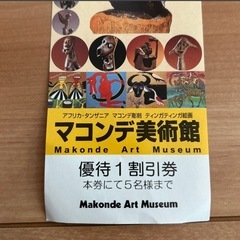 アフリカ・タンザニア マコンデ彫刻 ティンガティンガ絵画
マコンデ美術館
Makonde Art Museum
優待1割引券
本券にて5名様まで
Makonde Art Museum